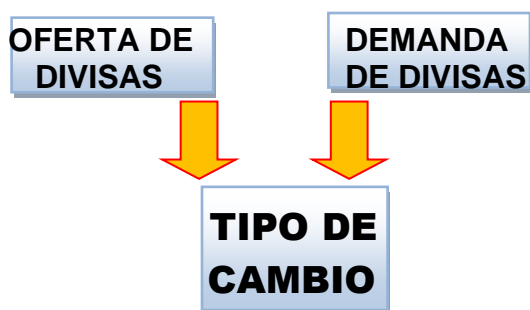 OFERTA DE
DIVISAS
DEMANDA
DE DIVISAS
TIPO DE
CAMBIO